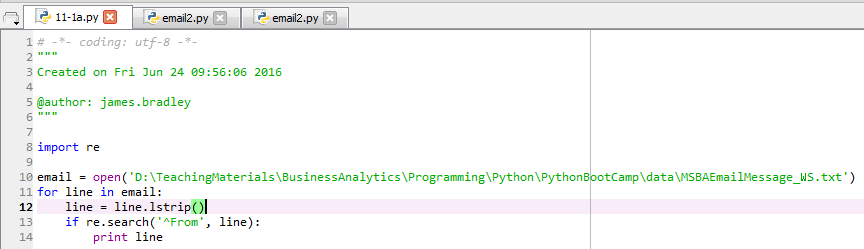 11-1a.py email2.py email2.py
1 # -*- coding: utf-8 -*-
2 """
3 Created on Fri Jun 24 09:56:06 2016
4
5 @author: james.bradley
6 """
7
8 import re
9
10 email = open('D:\TeachingMaterials\BusinessAnalytics\Programming\Python\PythonBootCamp\data\MSBAEmailMessage_WS.txt')
11 for line in email:
12     line = line.lstrip()
13     if re.search('^From', line):
14         print line